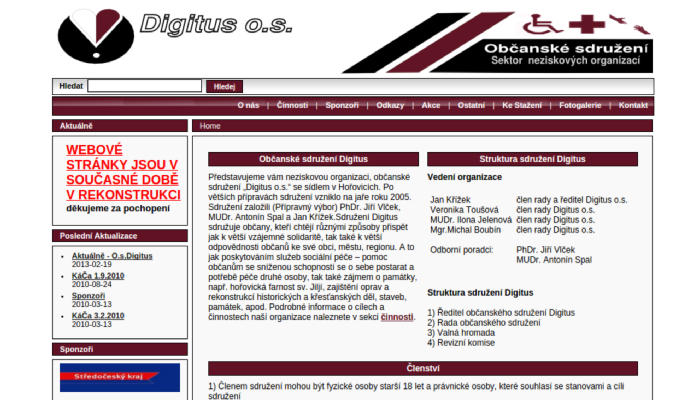 Digitus o.s.
Občanské sdružení
Sektor neziskových organizací
Hledat
Hledej
O nás | Činnosti | Sponzoři | Odkazy | Akce | Ostatní | Ke Stažení | Fotogalerie | Kontakt
Aktuálně
WEBOVÉ
STRÁNKY JSOU V
SOUČASNÉ DOBĚ
V REKONSTRUKCI
děkujeme za pochopení
Poslední Aktualizace
Aktuálně - O.s.Digitus
2013-02-19
KáČa 1.9.2010
2010-08-24
Sponzoři
2010-03-13
KáČa 3.2.2010
2010-03-13
Sponzoři
Středočeský kraj
Home
Občanské sdružení Digitus
Představujeme vám neziskovou organizaci, občanské
sdružení „Digitus o.s.“ se sídlem v Hořovicích. Po
větších přípravách sdružení vzniklo na jaře roku 2005.
Sdružení založili (Přípravný výbor) PhDr. Jiří Vlček,
MUDr. Antonín Spal a Jan Křížek.Sdružení Digitus
sdružuje občany, kteří chtějí různými způsoby přispět
jak k větší vzájemné solidaritě, tak také k větší
odpovědnosti občanů ke své obci, městu, regionu. A to
jak poskytováním služeb sociální péče – pomoc
občanům se sníženou schopností se o sebe postarat a
potřebě péče druhé osoby, tak také zájmem o památky,
např. hořovická farnost sv. Jiljí, zajištění oprav a
rekonstrukcí historických a křesťanských děl, staveb,
památek, apod. Podrobné informace o cílech a
činnostech naší organizace naleznete v sekci činnosti.
Struktura sdružení Digitus
Vedení organizace
Jan Křížek člen rady a ředitel Digitus o.s.
Veronika Toušová člen rady Digitus o.s.
MUDr. Ilona Jelenová člen rady Digitus o.s.
Mgr.Michal Boubín člen rady Digitus o.s.
Odborní poradci: PhDr. Jiří Vlček
MUDr. Antonín Spal
Struktura sdružení Digitus
1) Ředitel občanského sdružení Digitus
2) Rada občanského sdružení
3) Valná hromada
4) Revizní komise
Členství
1) Členem sdružení mohou být fyzické osoby starší 18 let a právnické osoby, které souhlasí se stanovami a cíli
sdružení